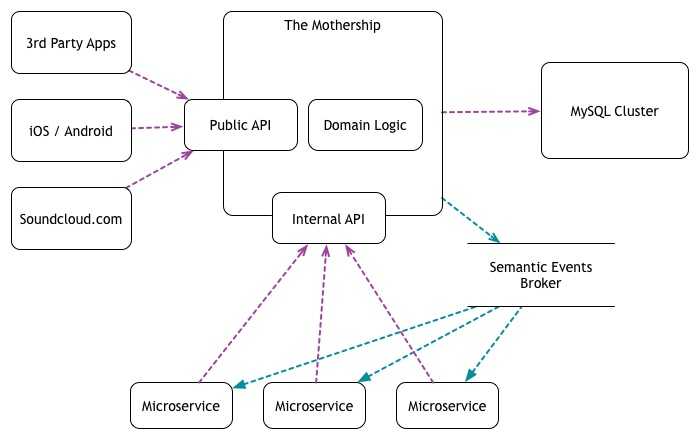 The Mothership
3rd Party Apps
MySQL Cluster
Public API
Domain Logic
iOS / Android
Soundcloud.com
Internal API
Semantic Events
Broker
Microservice
Microservice
Microservice